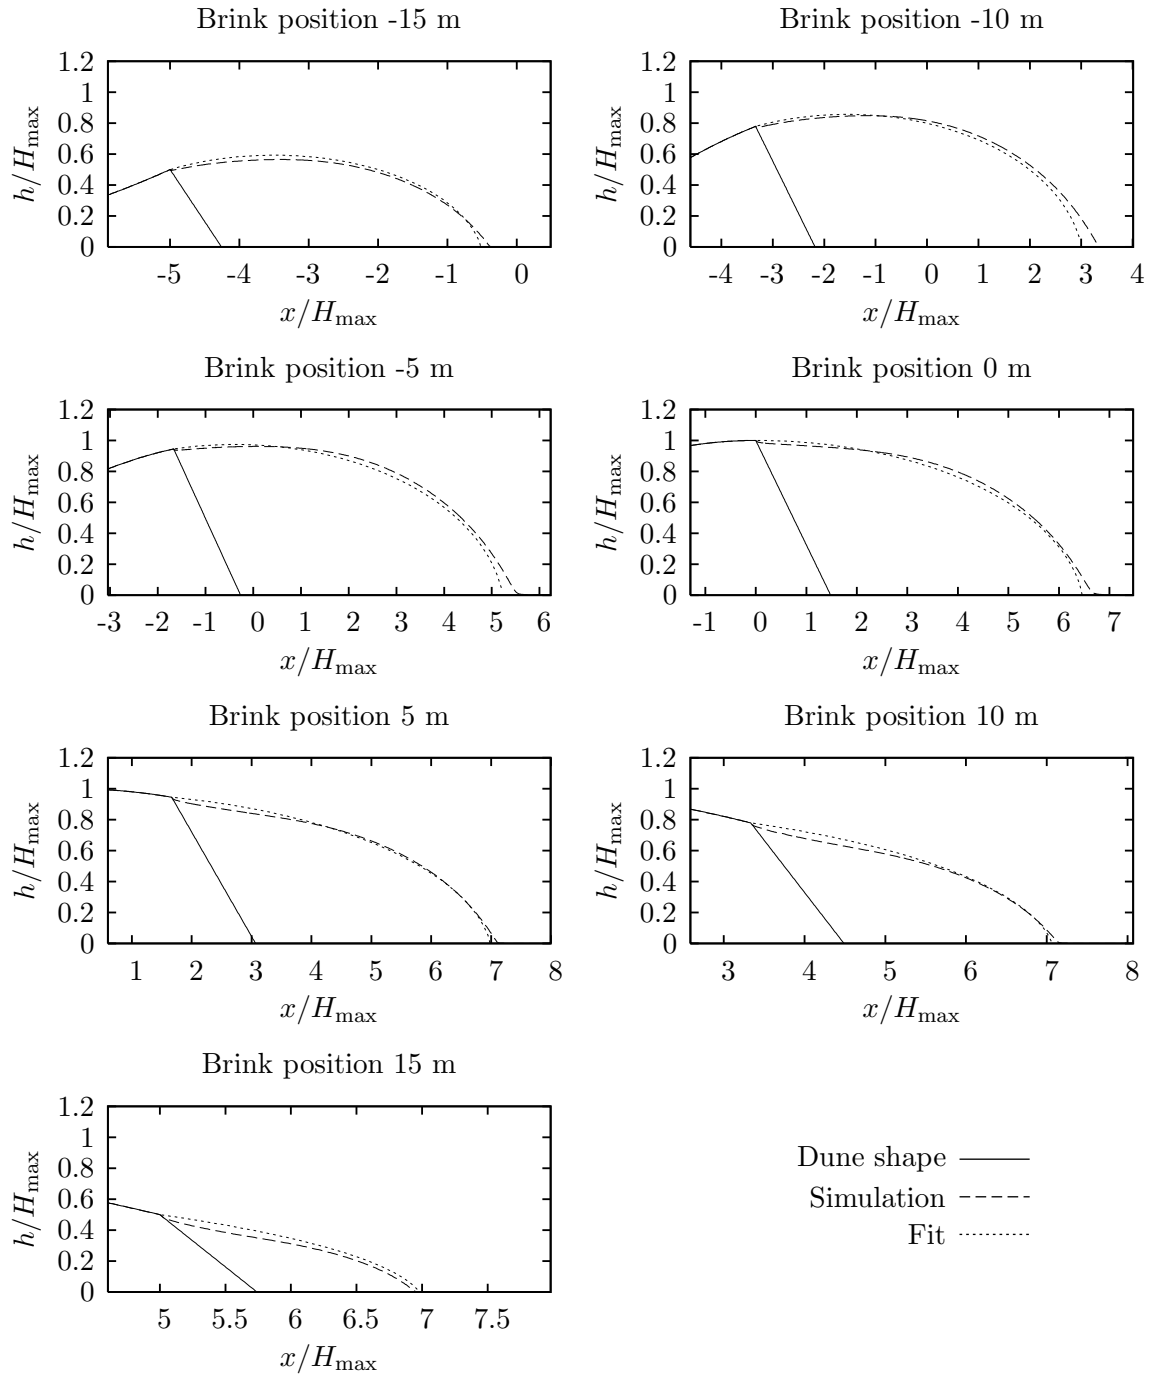 Brink position -15 m
1.2
1
0.8
0.6
0.4
0.2
0
h/H_max
-5 -4 -3 -2 -1 0
x/H_max
Brink position -10 m
1.2
1
0.8
0.6
0.4
0.2
0
h/H_max
-4 -3 -2 -1 0 1 2 3 4
x/H_max
Brink position -5 m
1.2
1
0.8
0.6
0.4
0.2
0
h/H_max
-3 -2 -1 0 1 2 3 4 5 6
x/H_max
Brink position 0 m
1.2
1
0.8
0.6
0.4
0.2
0
h/H_max
-1 0 1 2 3 4 5 6 7
x/H_max
Brink position 5 m
1.2
1
0.8
0.6
0.4
0.2
0
h/H_max
1 2 3 4 5 6 7 8
x/H_max
Brink position 10 m
1.2
1
0.8
0.6
0.4
0.2
0
h/H_max
3 4 5 6 7 8
x/H_max
Brink position 15 m
1.2
1
0.8
0.6
0.4
0.2
0
h/H_max
5 5.5 6 6.5 7 7.5
x/H_max
Dune shape
Simulation
Fit